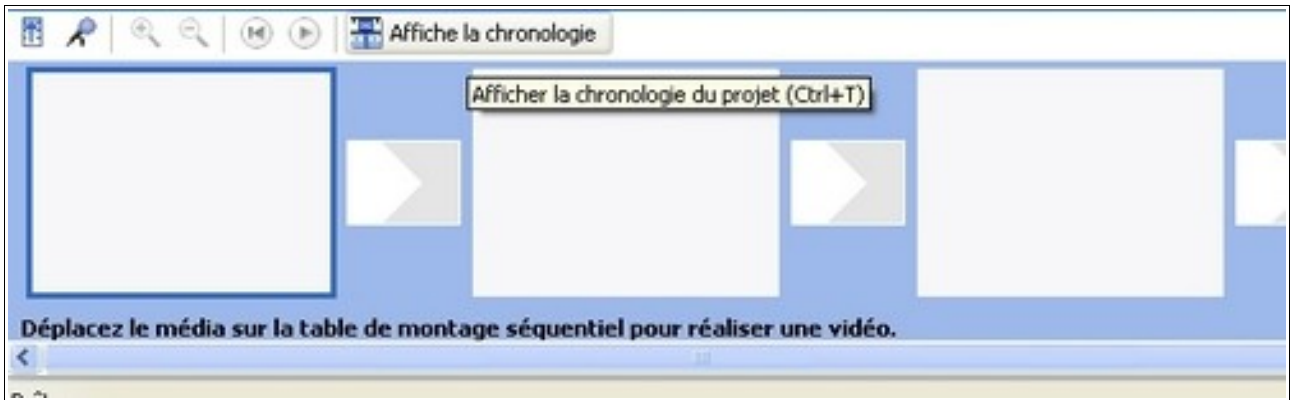 Affiche la chronologie
Afficher la chronologie du projet (Ctrl+T)
Déplacez le média sur la table de montage séquentiel pour réaliser une vidéo.